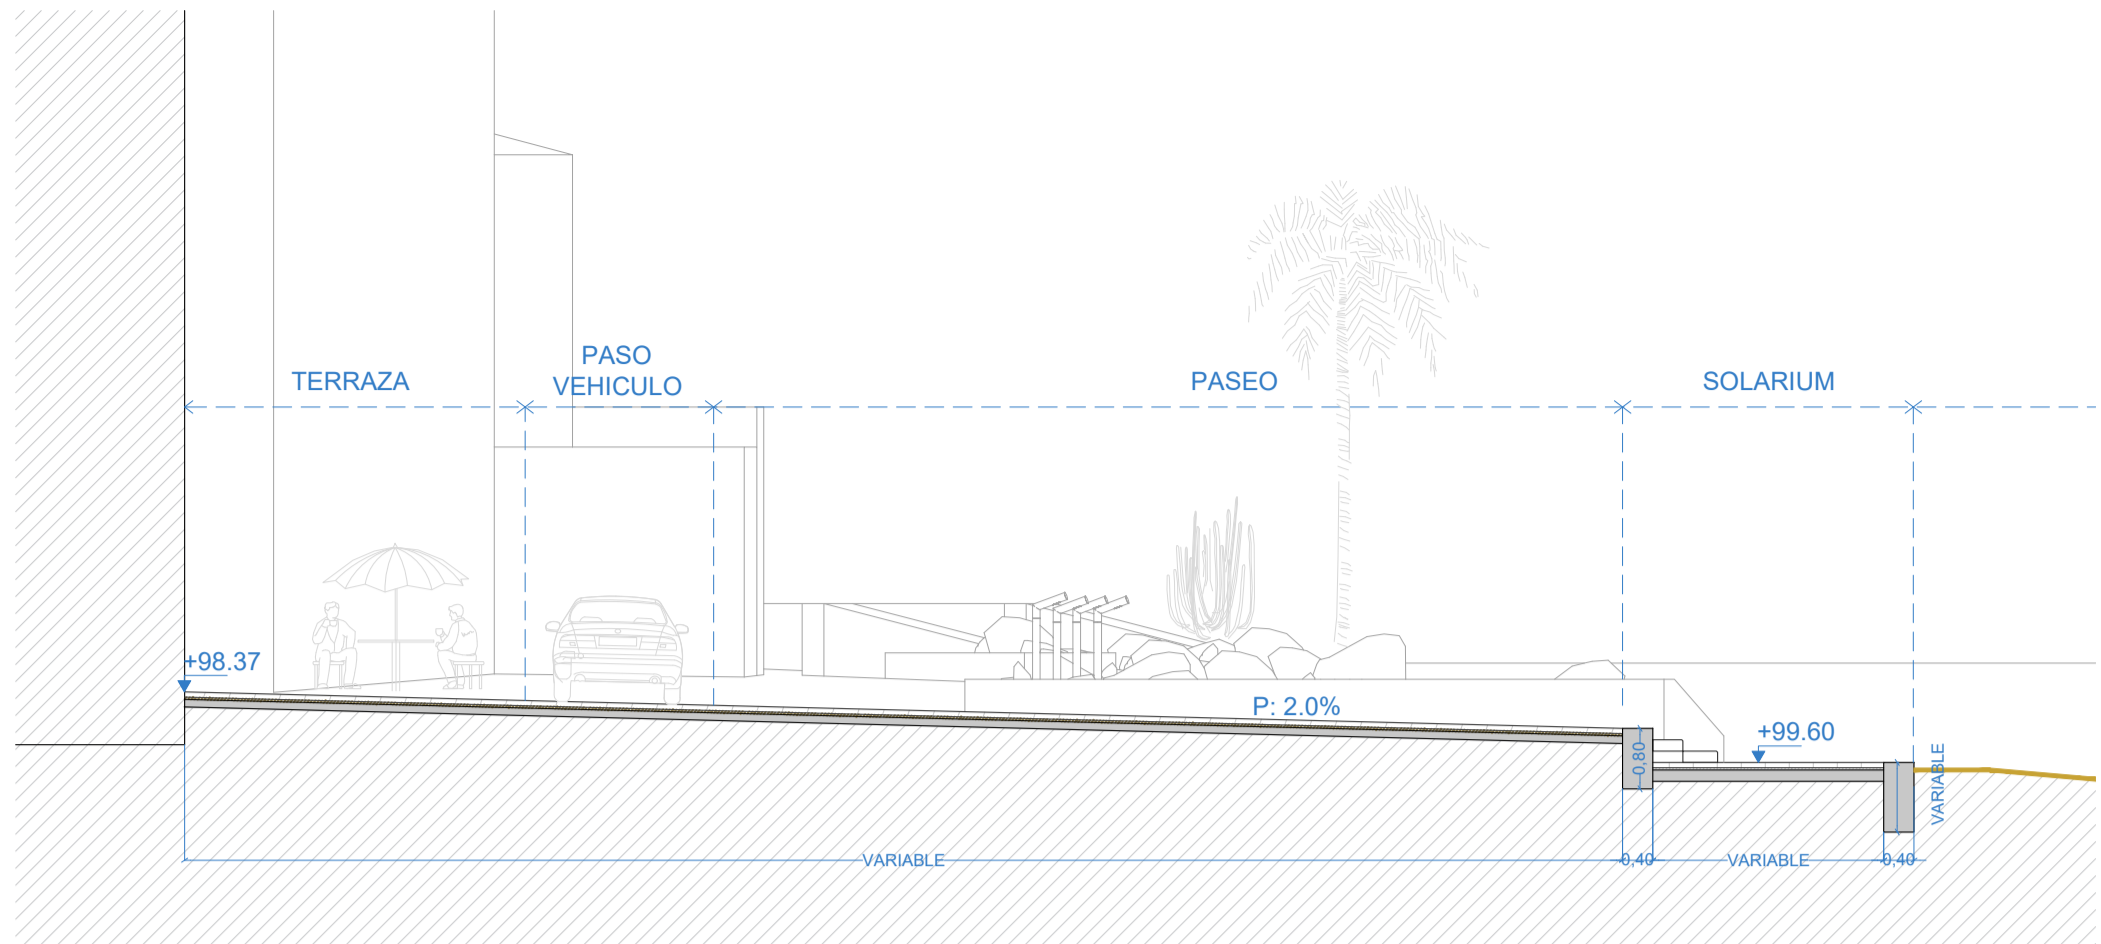 PASO
VEHICULO
TERRAZA
PASEO
SOLARIUM
+98.37
P: 2.0%
+99.60
0,80
VARIABLE
VARIABLE
0,40
VARIABLE
0,40